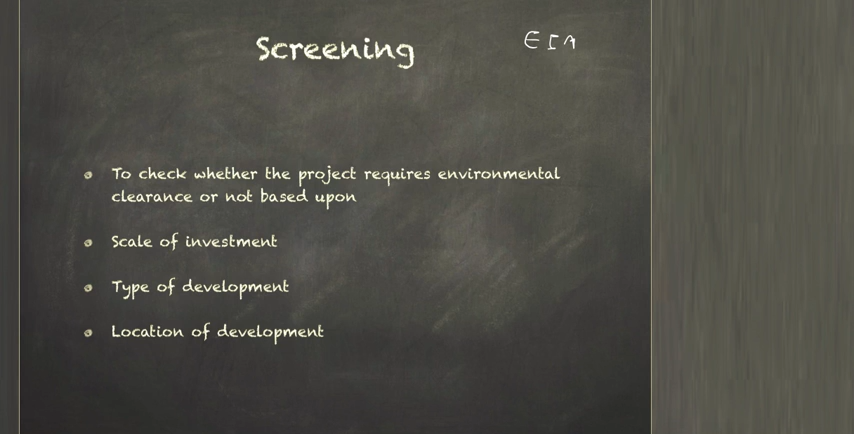 Screening
EIA
To check whether the project requires environmental
clearance or not based upon
Scale of investment
Type of development
Location of development